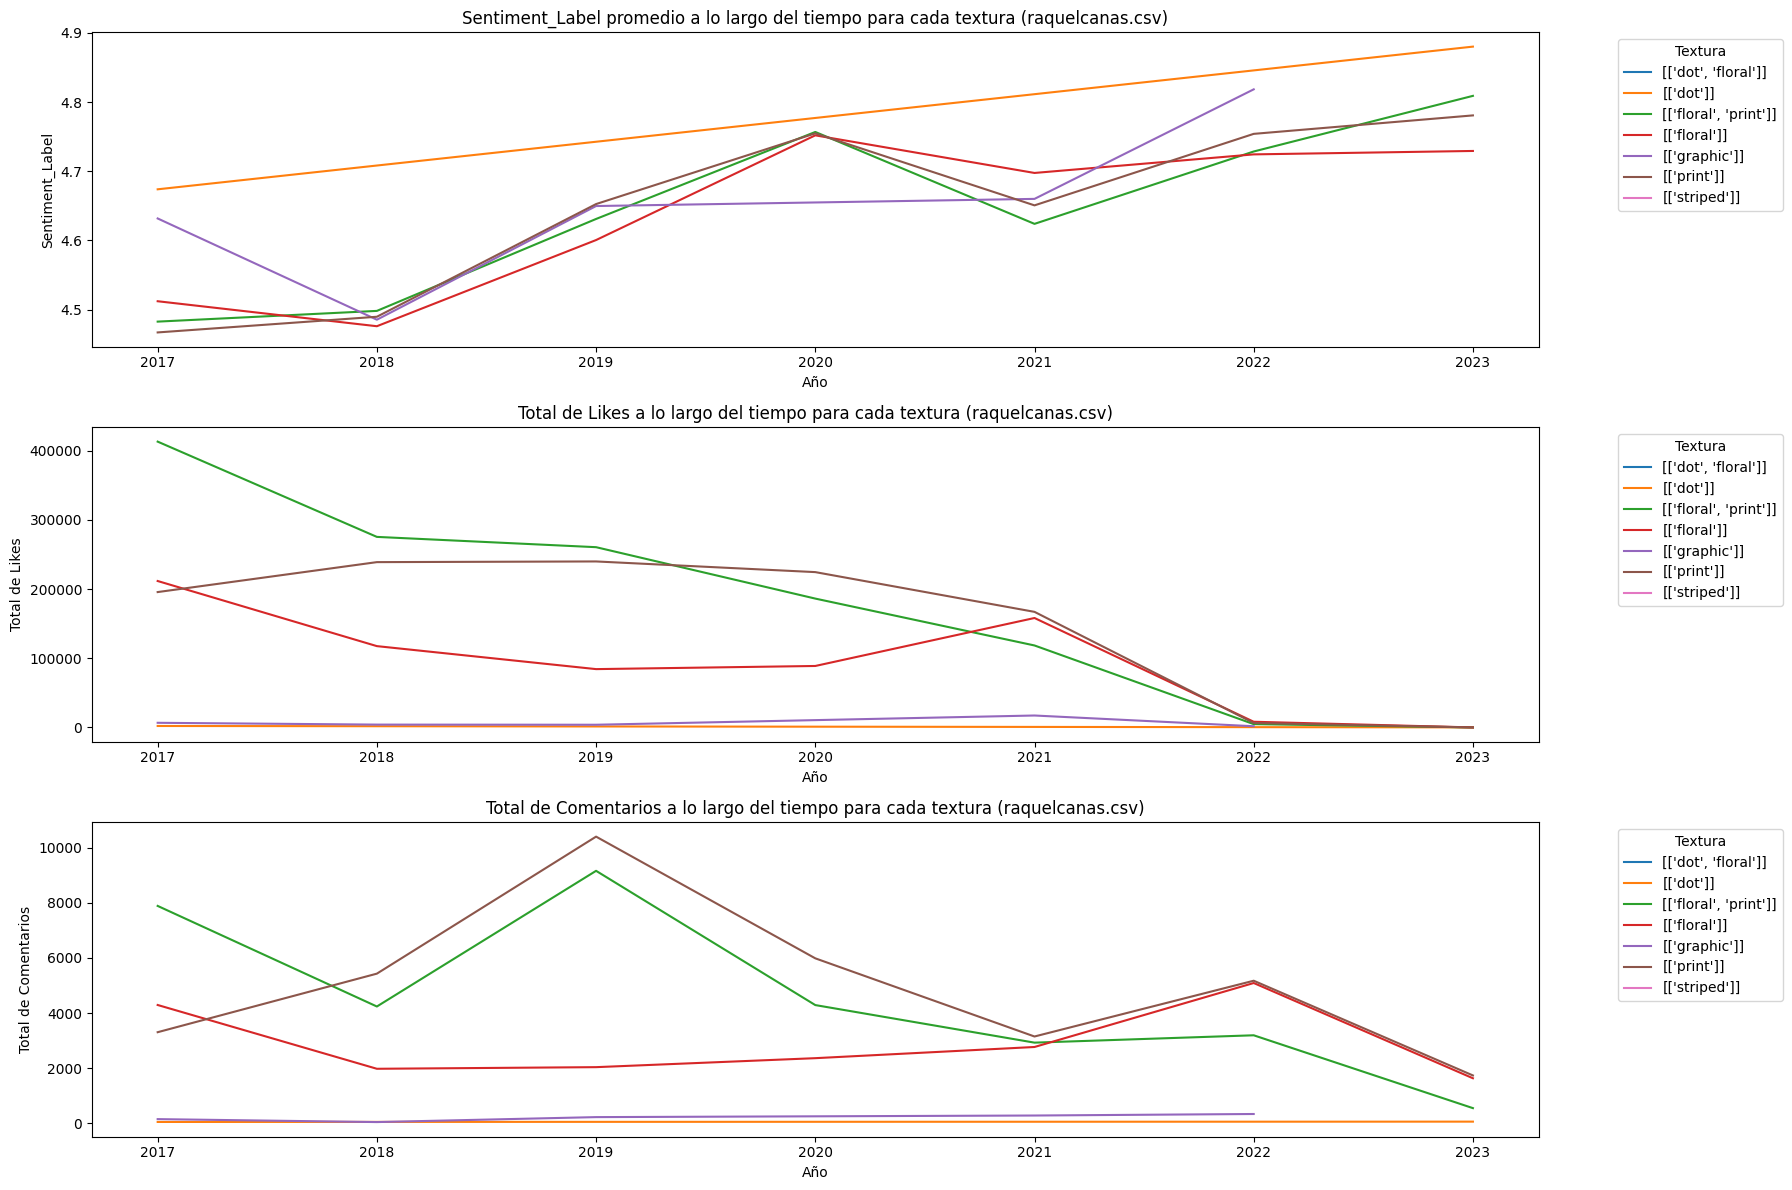 Sentiment_Label promedio a lo largo del tiempo para cada textura (raquelcanas.csv)
4.9
4.8
4.7
4.6
4.5
Sentiment_Label
2017 2018 2019 2020 2021 2022 2023
Año
Textura
[['dot', 'floral']]
[['dot']]
[['floral', 'print']]
[['floral']]
[['graphic']]
[['print']]
[['striped']]
Total de Likes a lo largo del tiempo para cada textura (raquelcanas.csv)
400000
300000
200000
100000
0
Total de Likes
2017 2018 2019 2020 2021 2022 2023
Año
Textura
[['dot', 'floral']]
[['dot']]
[['floral', 'print']]
[['floral']]
[['graphic']]
[['print']]
[['striped']]
Total de Comentarios a lo largo del tiempo para cada textura (raquelcanas.csv)
10000
8000
6000
4000
2000
0
Total de Comentarios
2017 2018 2019 2020 2021 2022 2023
Año
Textura
[['dot', 'floral']]
[['dot']]
[['floral', 'print']]
[['floral']]
[['graphic']]
[['print']]
[['striped']]